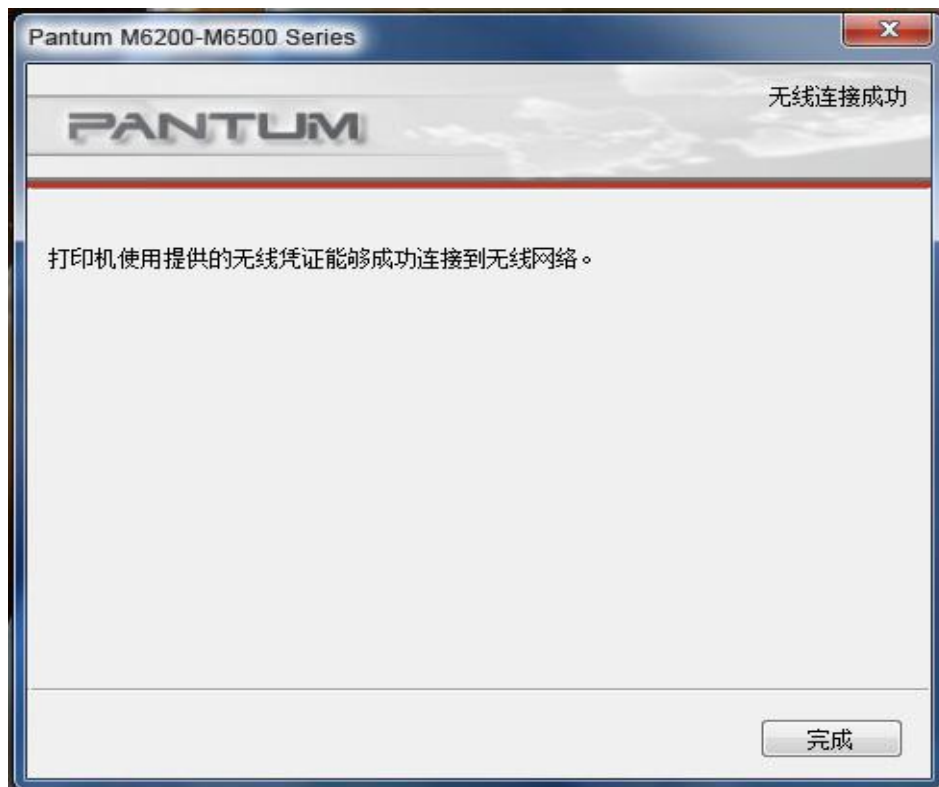 Pantum M6200-M6500 Series
无线连接成功
PANTUM
打印机使用提供的无线凭证能够成功连接到无线网络。
完成